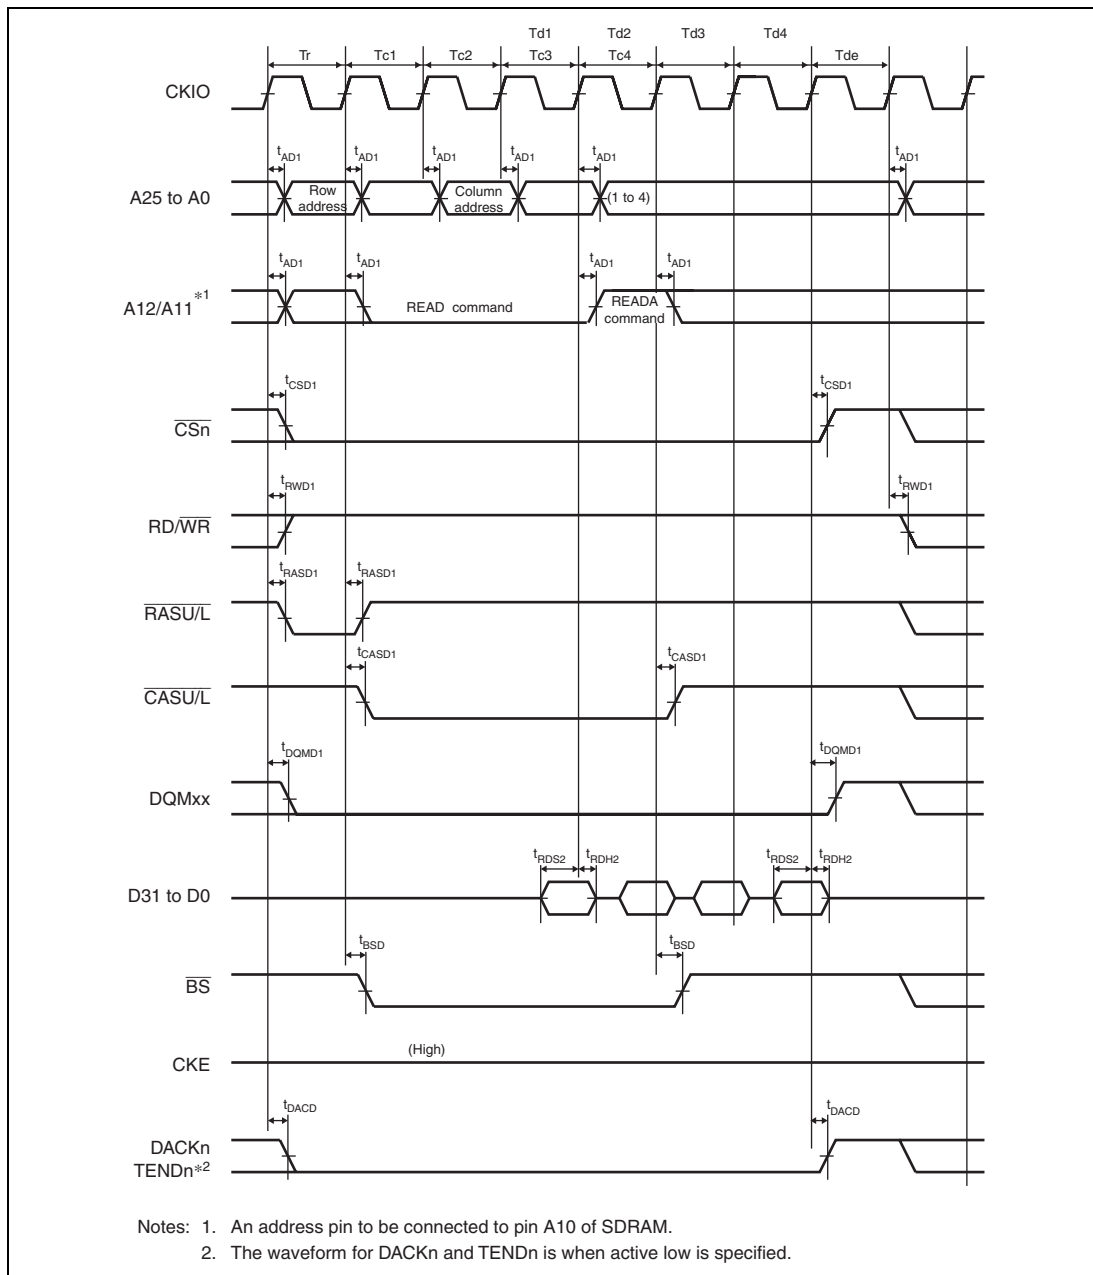 Td1 Td2 Td3 Td4
Tr Tc1 Tc2 Tc3 Tc4 Tde
CKIO
tAD1 tAD1 tAD1 tAD1 tAD1 tAD1
A25 to A0
Row address
Column address
(1 to 4)
tAD1 tAD1 tAD1 tAD1
A12/A11*1
READ command
READA command
tCSD1 tCSD1
CSn
tRWD1 tRWD1
RD/WR
tRASD1 tRASD1
RASU/L
tCASD1 tCASD1
CASU/L
tDQMD1 tDQMD1
DQMxx
tRDS2 tRDH2 tRDS2 tRDH2
D31 to D0
tBSD tBSD
BS
(High)
CKE
tDACD tDACD
DACKn
TENDn*2
Notes: 1. An address pin to be connected to pin A10 of SDRAM.
2. The waveform for DACKn and TENDn is when active low is specified.